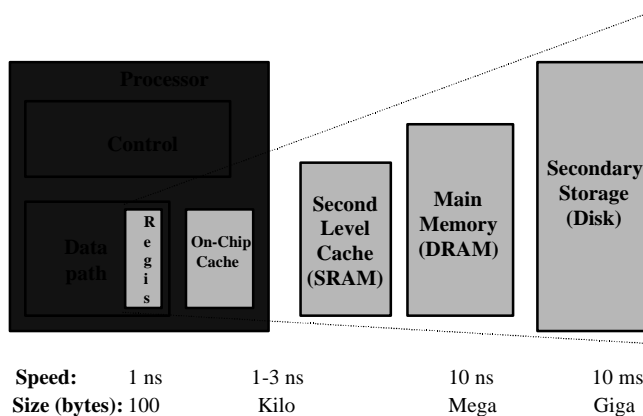 Processor
Control
Data
path
R
e
g
i
s
On-Chip
Cache
Second
Level
Cache
(SRAM)
Main
Memory
(DRAM)
Secondary
Storage
(Disk)
Speed: 1 ns 1-3 ns 10 ns 10 ms
Size (bytes): 100 Kilo Mega Giga